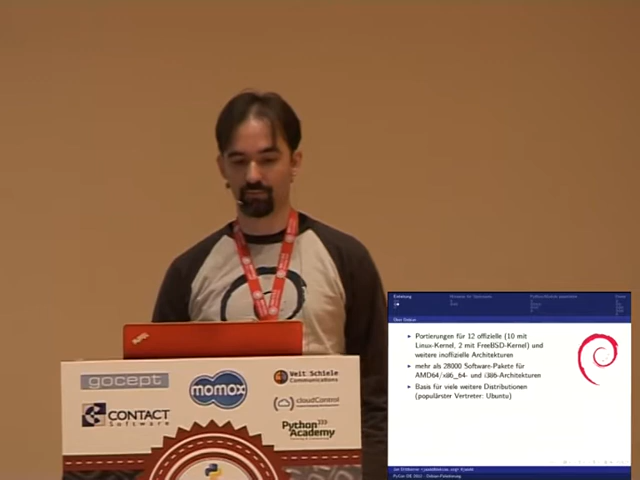 gocept
momox
Veit Schiele
Communications
cloudControl
CONTACT
Software
Python
Academy
Einleitung
Über Debian
Portierungen für 12 offizielle (10 mit
Linux-Kernel, 2 mit FreeBSD-Kernel) und
weitere inoffizielle Architekturen
mehr als 28000 Software-Pakete für
AMD64/x86_64- und i386-Architekturen
Basis für viele weitere Distributionen
(populärster Vertreter: Ubuntu)